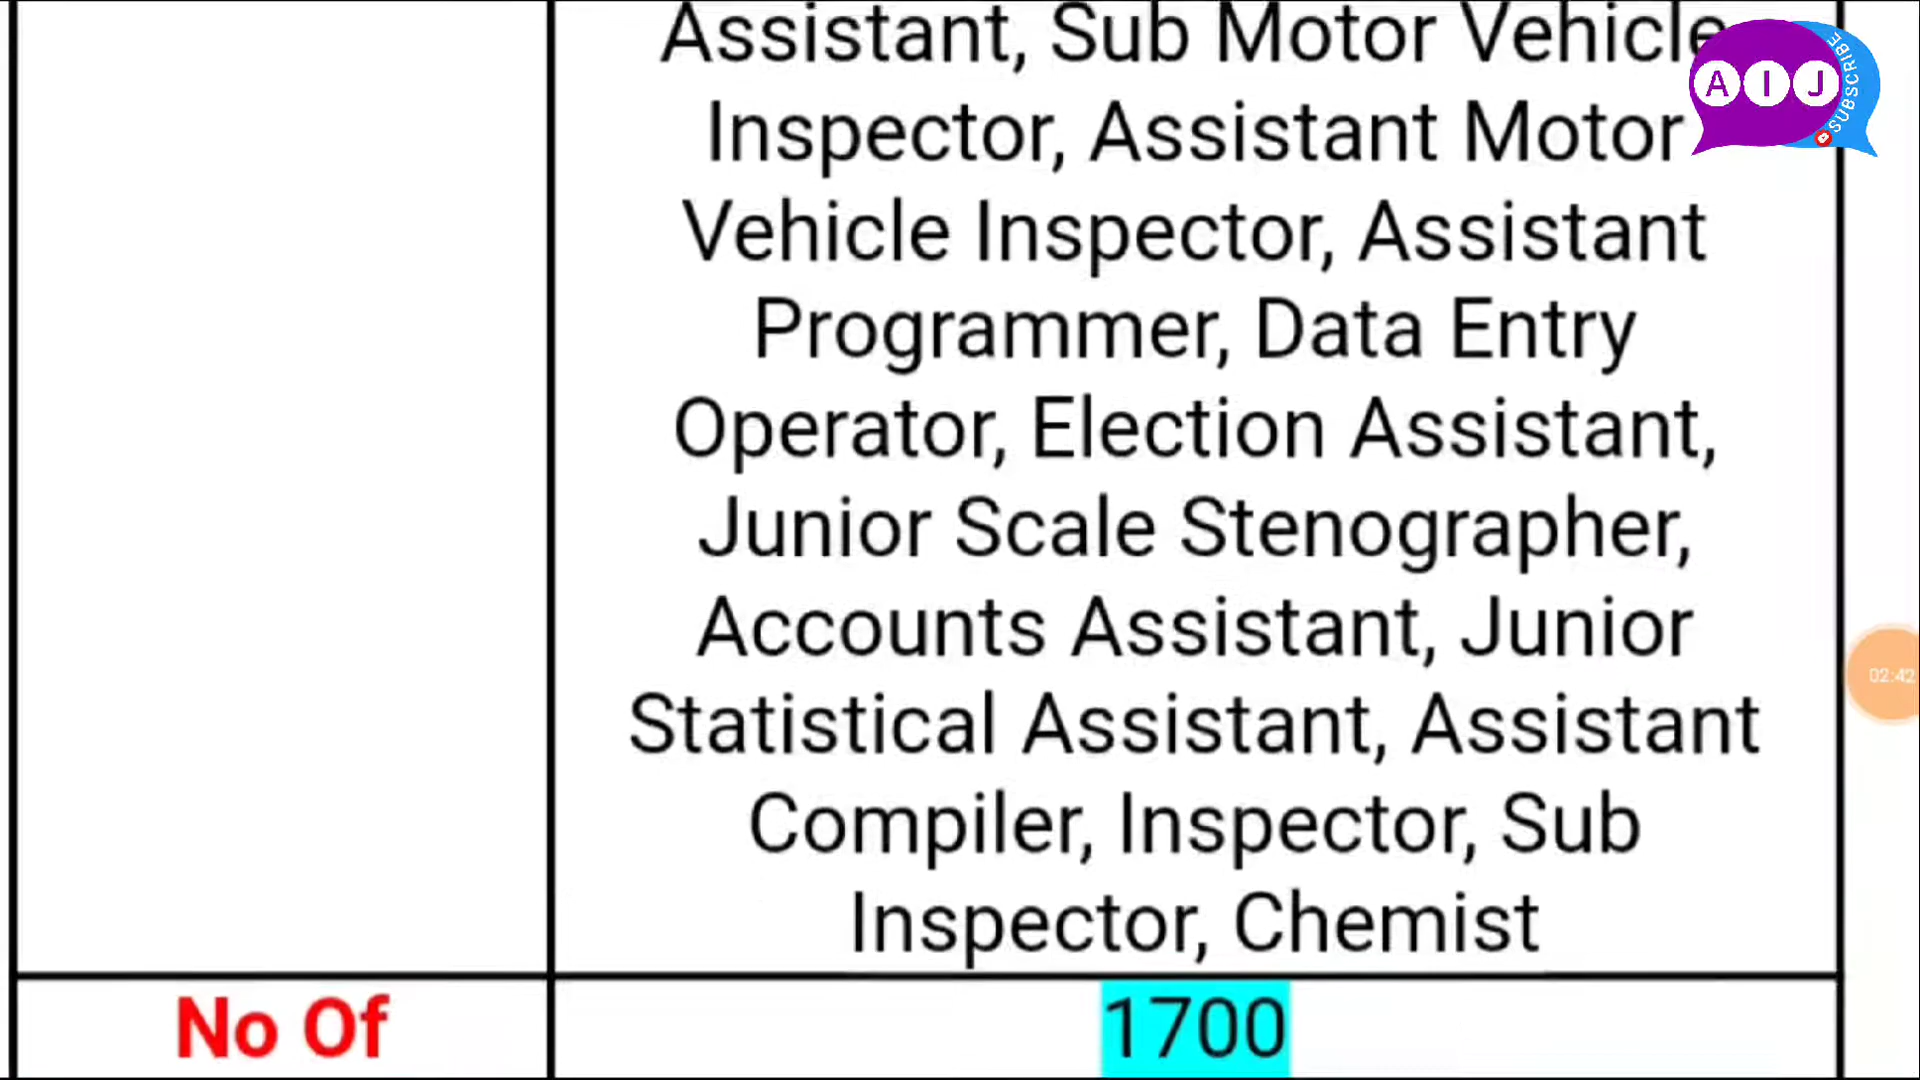 Assistant, Sub Motor Vehicle
Inspector, Assistant Motor
Vehicle Inspector, Assistant
Programmer, Data Entry
Operator, Election Assistant,
Junior Scale Stenographer,
Accounts Assistant, Junior
Statistical Assistant, Assistant
Compiler, Inspector, Sub
Inspector, Chemist
No Of
1700
A I J
SUBSCRIBE
02:42